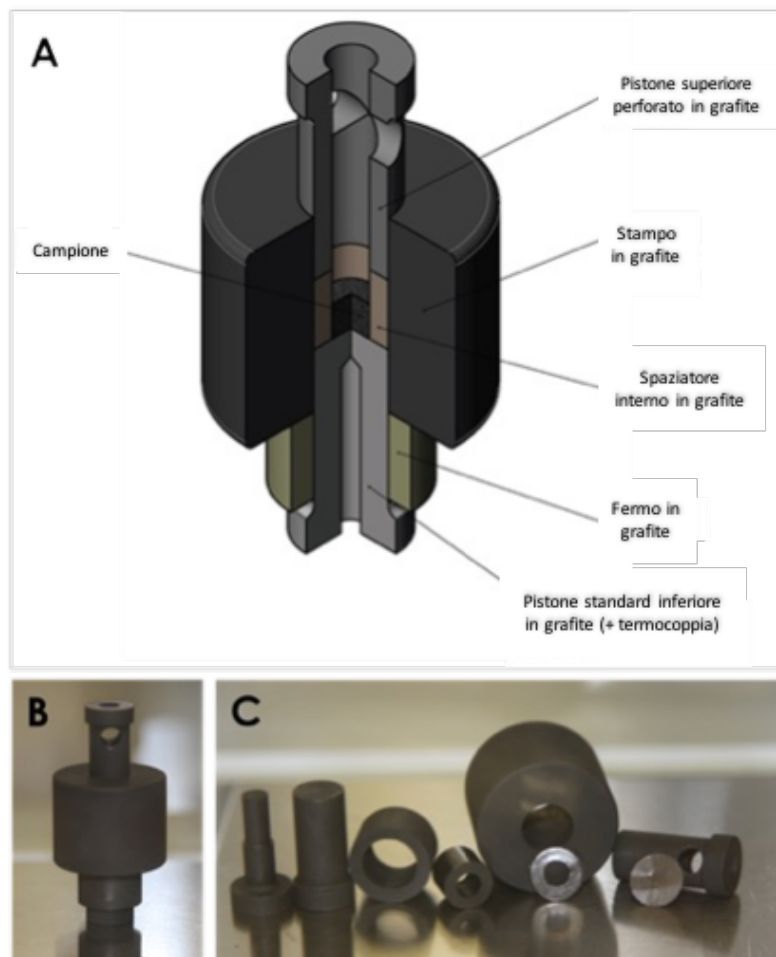 A
Pistone superiore
perforato in grafite
Campione
Stampo
in grafite
Spaziatore
interno in grafite
Fermo in
grafite
Pistone standard inferiore
in grafite (+ termocoppia)
B
C